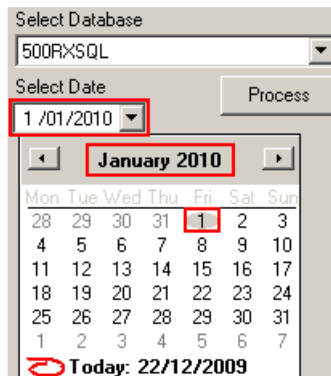 Select Database
500RXSQL
Select Date
Process
1 /01/2010
January 2010
Mon Tue Wed Thu Fri Sat Sun
28 29 30 31 1 2 3
4 5 6 7 8 9 10
11 12 13 14 15 16 17
18 19 20 21 22 23 24
25 26 27 28 29 30 31
1 2 3 4 5 6 7
Today: 22/12/2009